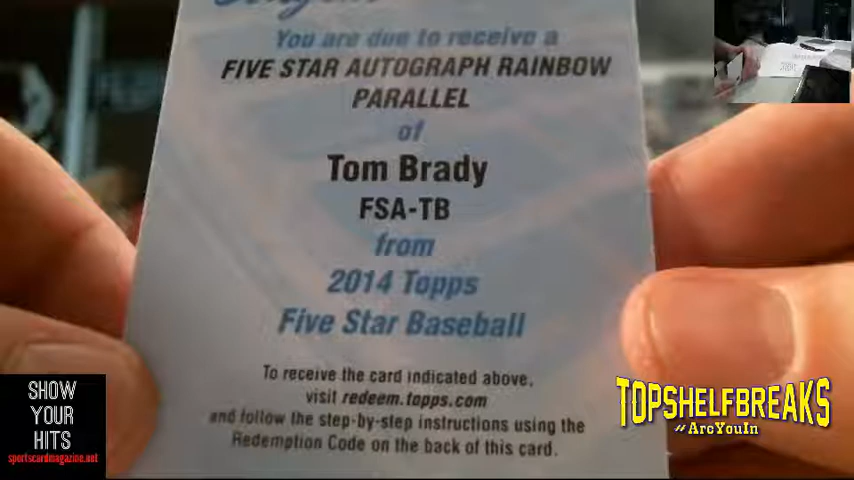 You are due to receive a
FIVE STAR AUTOGRAPH RAINBOW
PARALLEL
of
Tom Brady
FSA-TB
from
2014 Topps
Five Star Baseball
To receive the card indicated above,
visit redeem.topps.com
and follow the step-by-step instructions using the
Redemption Code on the back of this card.
SHOW
YOUR
HITS
sportscardmagazine.net
TOPSHELFBREAKS
#AreYouIn